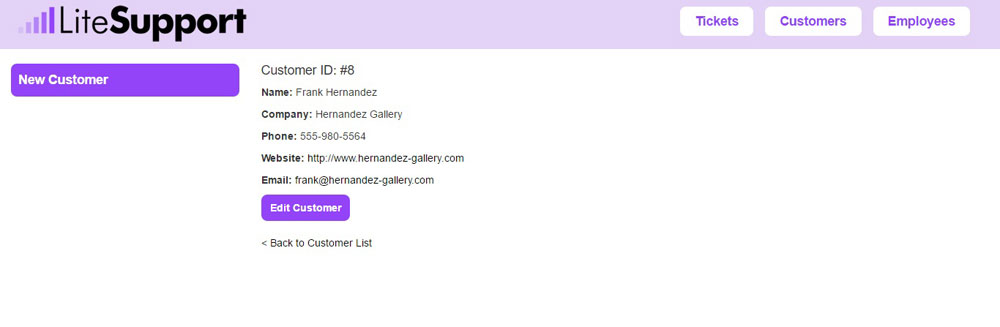 LiteSupport
Tickets
Customers
Employees
New Customer
Customer ID: #8
Name: Frank Hernandez
Company: Hernandez Gallery
Phone: 555-980-5564
Website: http://www.hernandez-gallery.com
Email: frank@hernandez-gallery.com
Edit Customer
< Back to Customer List